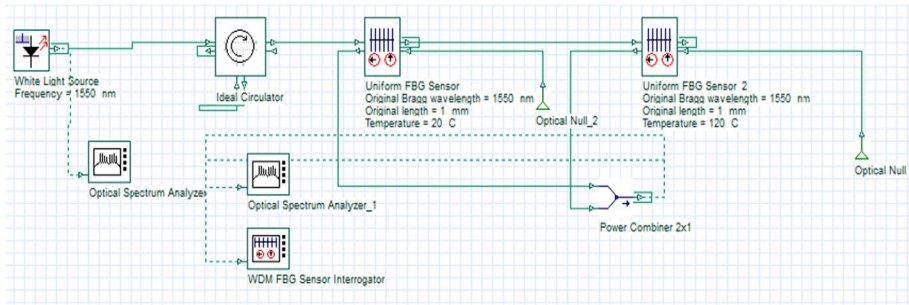 White Light Source
Frequency = 1550 nm
Ideal Circulator
Uniform FBG Sensor
Original Bragg wavelength = 1550 nm
Original length = 1 mm
Temperature = 20 C
Optical Null_2
Uniform FBG Sensor 2
Original Bragg wavelength = 1550 nm
Original length = 1 mm
Temperature = 120 C
Optical Null
Optical Spectrum Analyze
Optical Spectrum Analyzer_1
Power Combiner 2x1
WDM FBG Sensor Interrogator